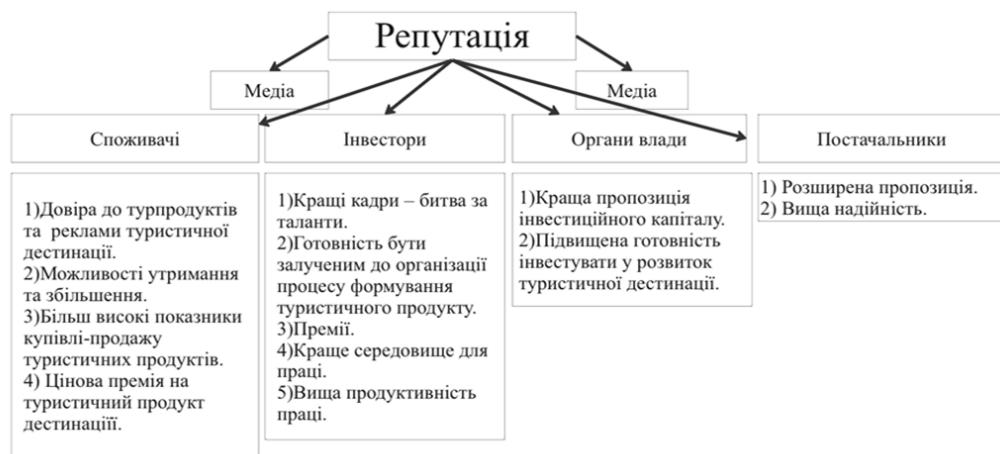 Репутація
Медіа
Медіа
Споживачі
Інвестори
Органи влади
Постачальники
1)Довіра до турпродуктів
та реклами туристичної
дестинації.
2)Можливості утримання
та збільшення.
3)Більш високі показники
купівлі-продажу
туристичних продуктів.
4) Цінова премія на
туристичний продукт
дестинаціїї.
1)Кращі кадри – битва за
таланти.
2)Готовність бути
залученим до організації
процесу формування
туристичного продукту.
3)Премії.
4)Краще середовище для
праці.
5)Вища продуктивність
праці.
1)Краща пропозиція
інвестиційного капіталу.
2)Підвищена готовність
інвестувати у розвиток
туристичної дестинації.
1) Розширена пропозиція.
2) Вища надійність.